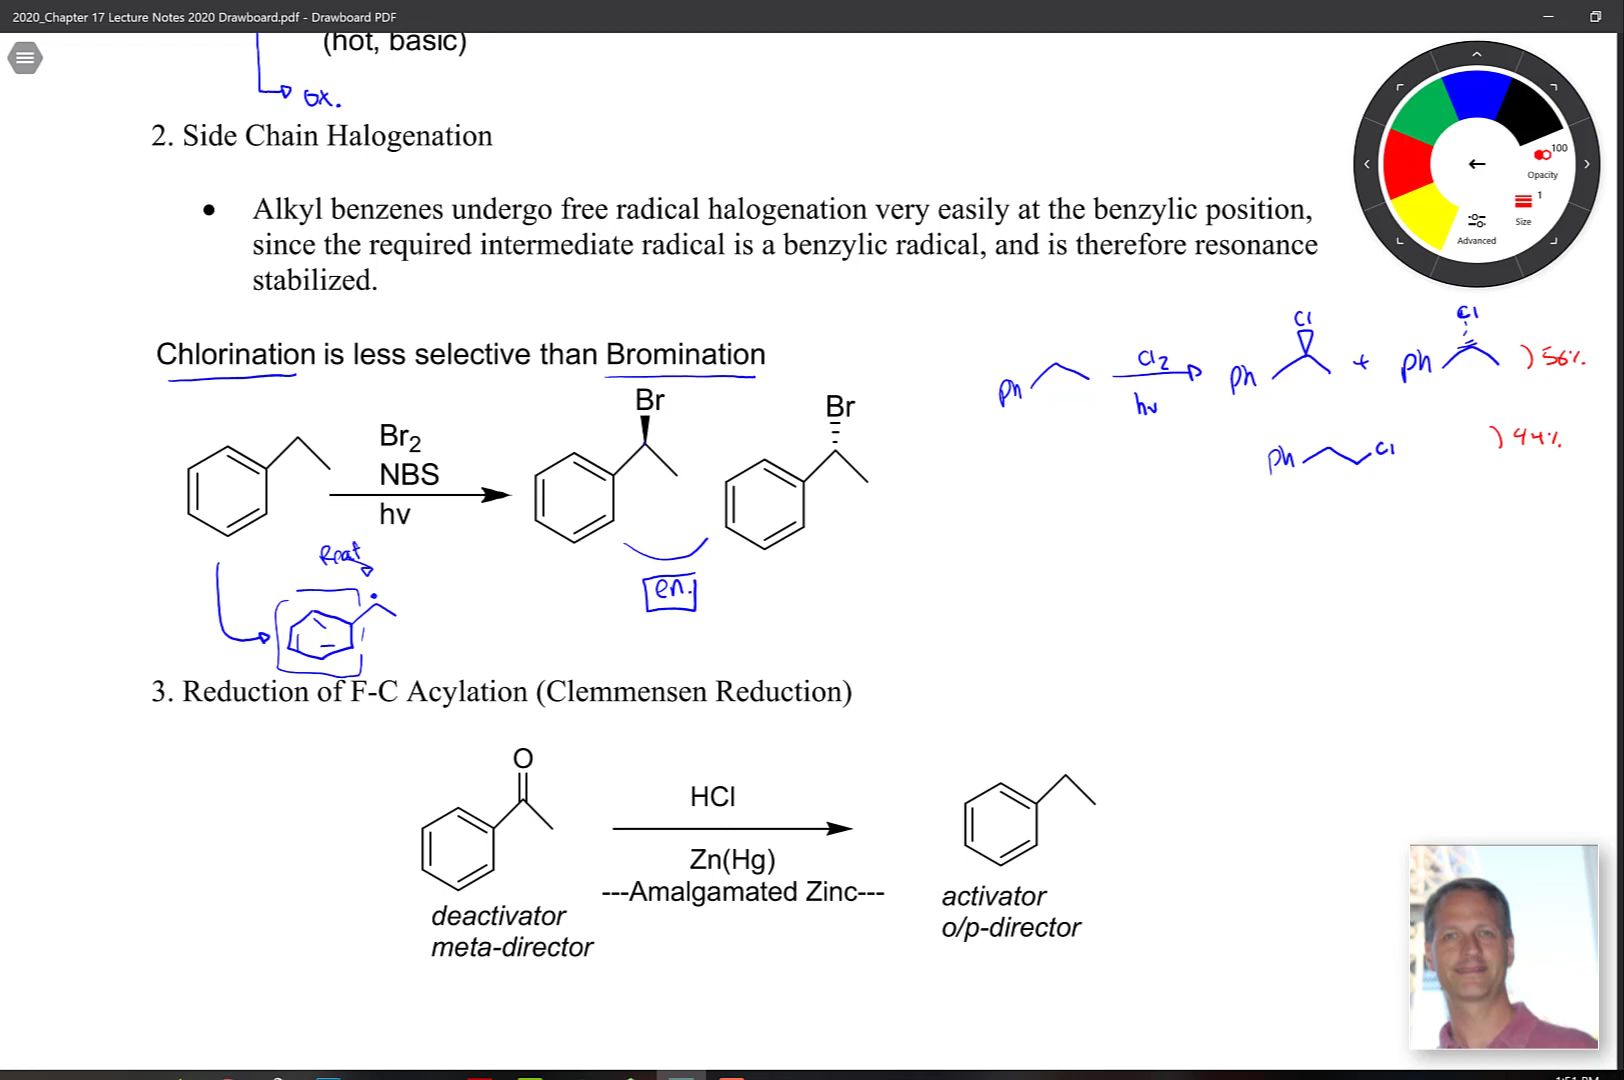 2020_Chapter 17 Lecture Notes 2020 Drawboard.pdf - Drawboard PDF
(hot, basic)
ox.
2. Side Chain Halogenation
100
Opacity
1
Size
Advanced
• Alkyl benzenes undergo free radical halogenation very easily at the benzylic position,
since the required intermediate radical is a benzylic radical, and is therefore resonance
stabilized.
Chlorination is less selective than Bromination
Ph Cl2 hν Ph Cl + Ph Cl ) 56%
Ph Cl ) 44%
Br
Br
Br2
NBS
hv
en.
3. Reduction of F-C Acylation (Clemmensen Reduction)
O
HCl
Zn(Hg)
---Amalgamated Zinc---
deactivator
meta-director
activator
o/p-director
1:51 PM